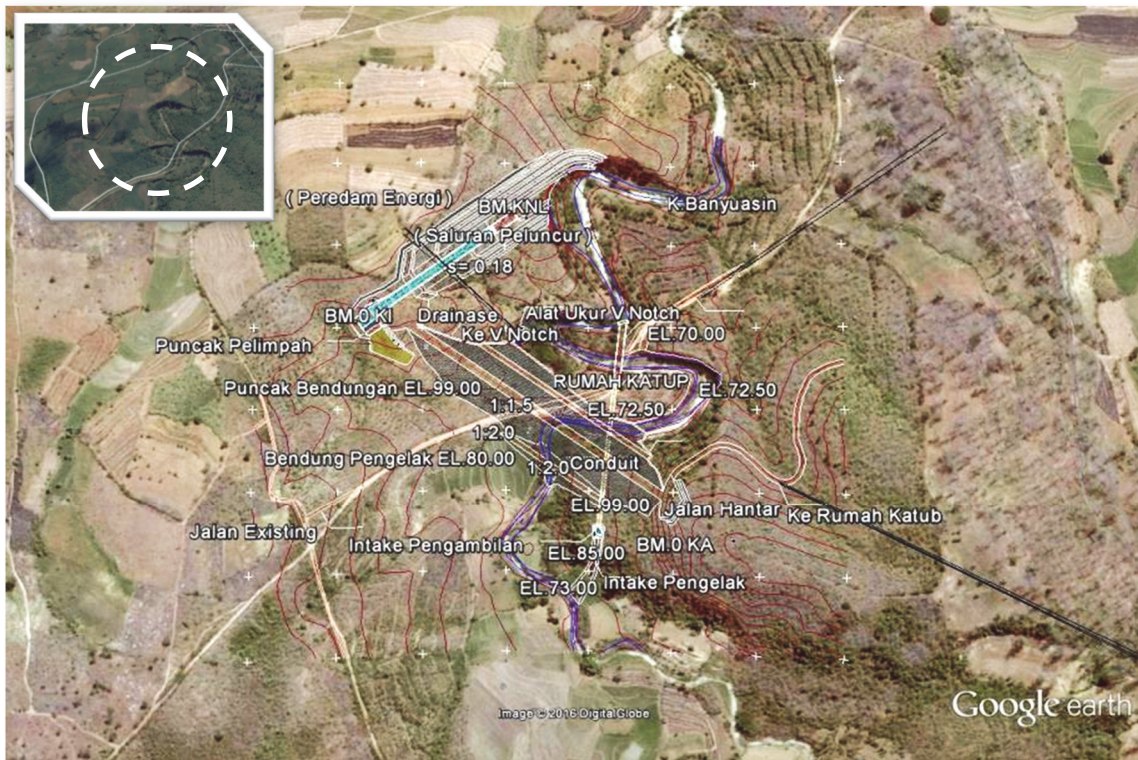 ( Peredam Energi )
BM.KNL
K.Banyuasin
( Saluran Peluncur )
s= 0.18
BM.0 KI
Drainase
Alat Ukur V Notch
Ke V Notch
EL.70.00
Puncak Pelimpah
RUMAH KATUP
Puncak Bendungan EL.99.00
EL.72.50
EL.72.50
1:1.5
1:2.0
Bendung Pengelak EL.80.00
1:2.0
Conduit
EL.99.00
Jalan Hantar
Ke Rumah Katub
Jalan Existing
Intake Pengambilan
EL.85.00
BM.0 KA
EL.73.00
Intake Pengelak
Image © 2016 DigitalGlobe
Google earth